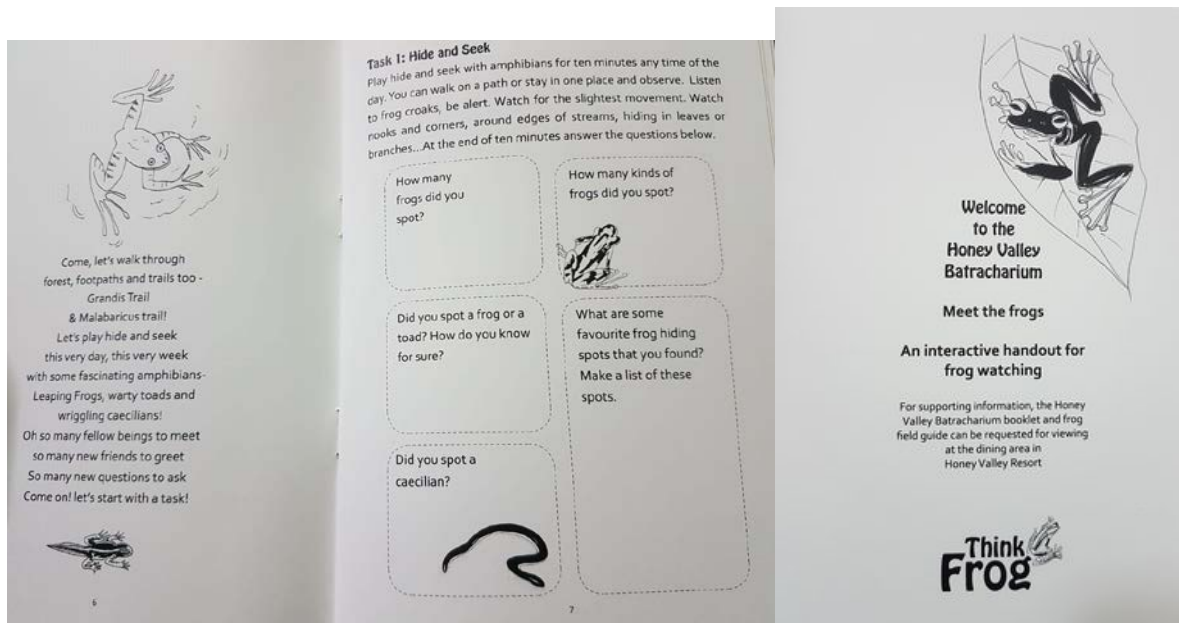 Come, let's walk through
forest, footpaths and trails too -
Grandis Trail
& Malabaricus trail!
Let's play hide and seek
this very day, this very week
with some fascinating amphibians-
Leaping Frogs, warty toads and
wriggling caecilians!
Oh so many fellow beings to meet
so many new friends to greet
So many new questions to ask
Come on! let's start with a task!
6
Task 1: Hide and Seek
Play hide and seek with amphibians for ten minutes any time of the
day. You can walk on a path or stay in one place and observe. Listen
to frog croaks, be alert. Watch for the slightest movement. Watch
nooks and corners, around edges of streams, hiding in leaves or
branches...At the end of ten minutes answer the questions below.
How many
frogs did you
spot?
How many kinds of
frogs did you spot?
Did you spot a frog or a
toad? How do you know
for sure?
What are some
favourite frog hiding
spots that you found?
Make a list of these
spots.
Did you spot a
caecilian?
7
Welcome
to the
Honey Valley
Batracharium
Meet the frogs
An interactive handout for
frog watching
For supporting information, the Honey
Valley Batracharium booklet and frog
field guide can be requested for viewing
at the dining area in
Honey Valley Resort
Think
Frog